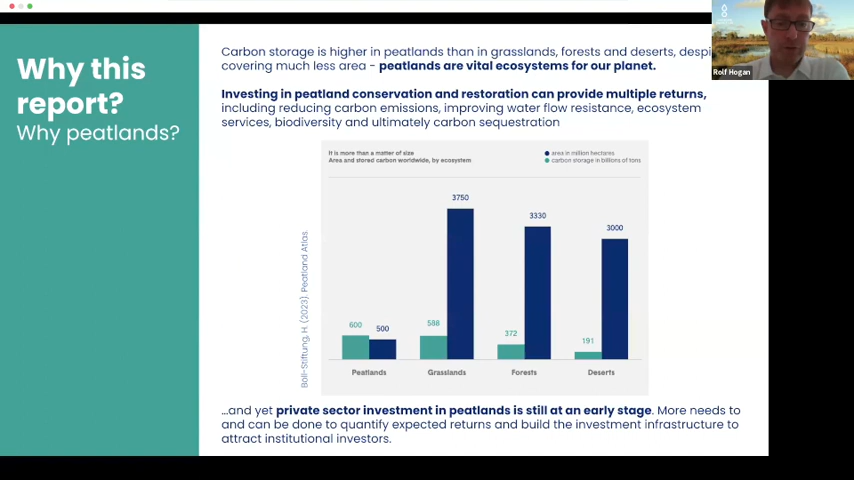 Why this
report?
Why peatlands?
Carbon storage is higher in peatlands than in grasslands, forests and deserts,
covering much less area - peatlands are vital ecosystems for our planet.
Investing in peatland conservation and restoration can provide multiple returns,
including reducing carbon emissions, improving water flow resistance, ecosystem
services, biodiversity and ultimately carbon sequestration
It is more than a matter of size
Area and stored carbon worldwide, by ecosystem
area in million hectares
carbon storage in billions of tons
3750
3330
3000
600
500
588
372
191
Peatlands
Grasslands
Forests
Deserts
Boll-Stiftung, H. (2023). Peatland Atlas.
...and yet private sector investment in peatlands is still at an early stage. More needs to
and can be done to quantify expected returns and build the investment infrastructure to
attract institutional investors.
Rolf Hogan